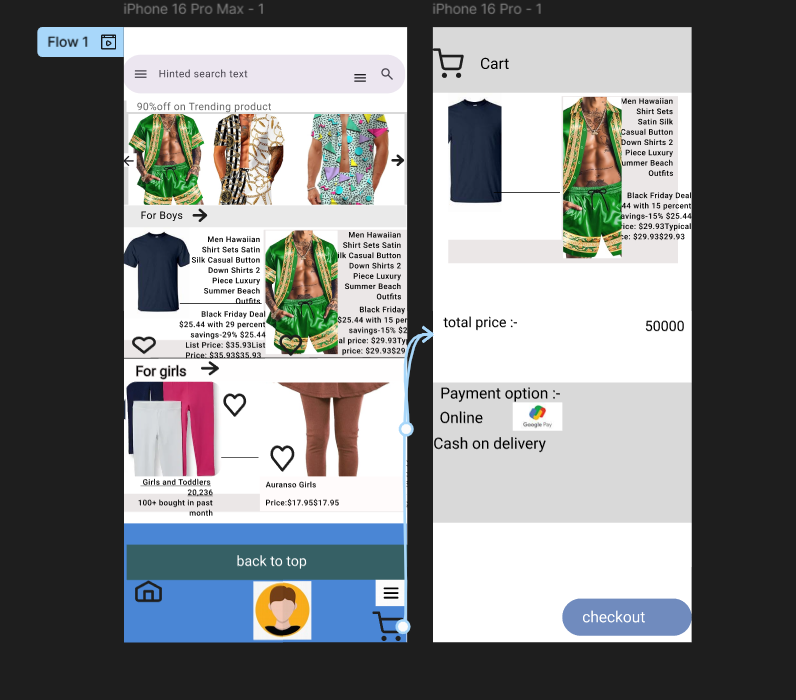 iPhone 16 Pro Max - 1
Flow 1
Hinted search text
90%off on Trending product
For Boys
Men Hawaiian
Shirt Sets Satin
Silk Casual Button
Down Shirts 2
Piece Luxury
Summer Beach
Outfits
Black Friday Deal
$25.44 with 29 percent
savings-29% $25.44
List Price: $35.93List
Price: $35.93$35.93
Men Hawaiian
Shirt Sets Satin
lk Casual Button
Down Shirts 2
Piece Luxury
Summer Beach
Outfits
Black Friday
$25.44 with 15 per
savings-15% $2
al price: $29.93Ty
price: $29.93$29
For girls
Girls and Toddlers
20,236
100+ bought in past
month
Auranso Girls
Price:$17.95$17.95
back to top
iPhone 16 Pro - 1
Cart
Men Hawaiian
Shirt Sets
Satin Silk
Casual Button
Down Shirts 2
Piece Luxury
ummer Beach
Outfits
Black Friday Deal
.44 with 15 percent
avings-15% $25.44
ice: $29.93Typical
ce: $29.93$29.93
total price :-
50000
Payment option :-
Online
Google Pay
Cash on delivery
checkout